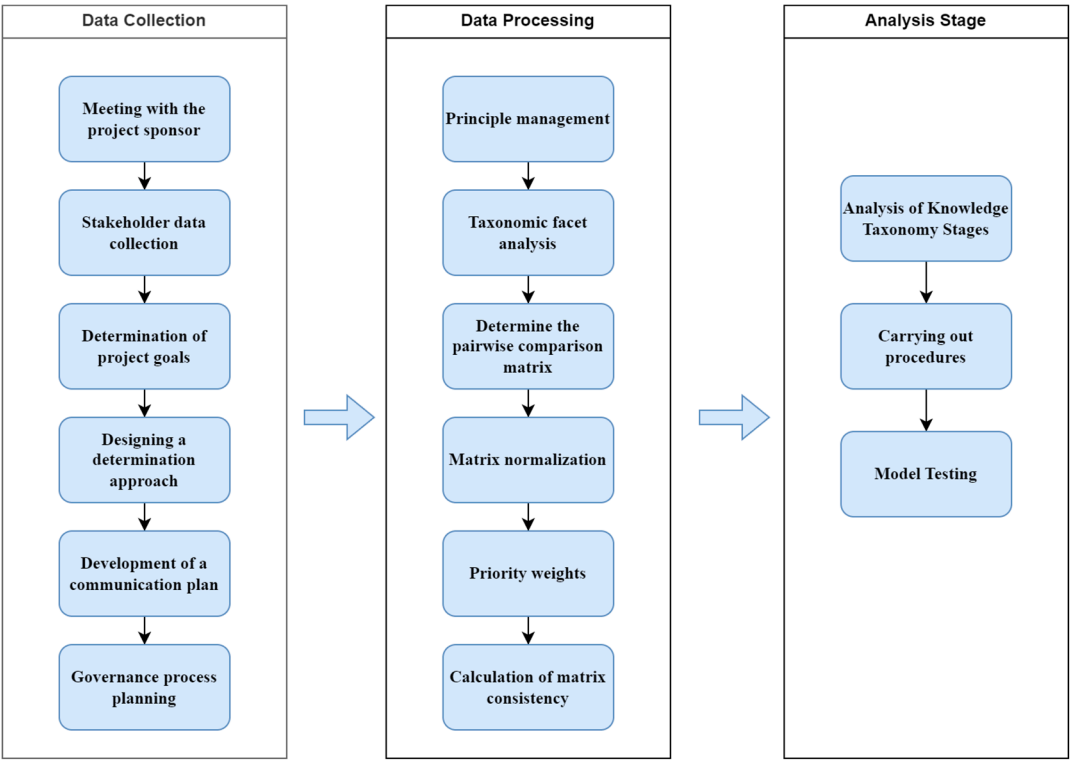 Data Collection
Meeting with the
project sponsor
Stakeholder data
collection
Determination of
project goals
Designing a
determination
approach
Development of a
communication plan
Governance process
planning
Data Processing
Principle management
Taxonomic facet
analysis
Determine the
pairwise comparison
matrix
Matrix normalization
Priority weights
Calculation of matrix
consistency
Analysis Stage
Analysis of Knowledge
Taxonomy Stages
Carrying out
procedures
Model Testing